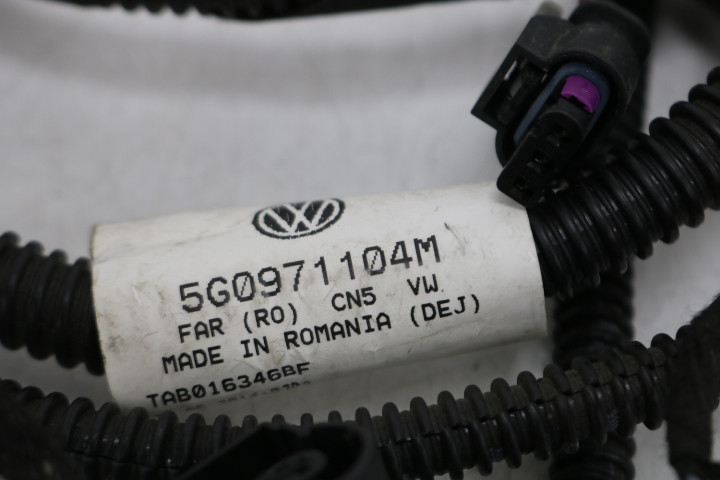 5G0971104M
FAR (RO) CN5 VW
MADE IN ROMANIA (DEJ)
TAB016346BF